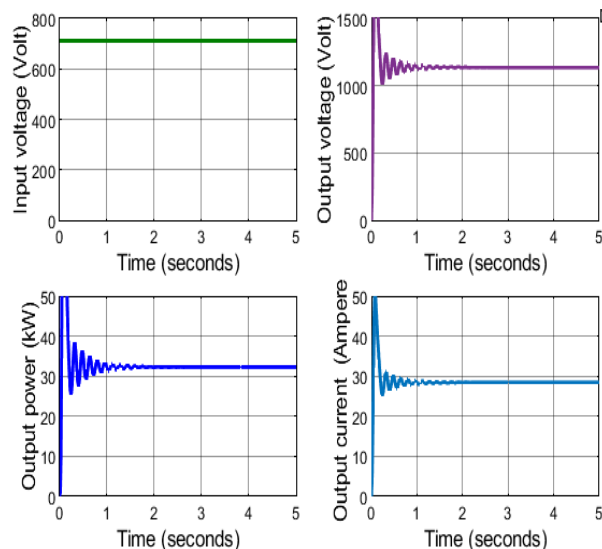 800
600
400
200
0
Input voltage (Volt)
0 1 2 3 4 5
Time (seconds)
1500
1000
500
0
Output voltage (Volt)
0 1 2 3 4 5
Time (seconds)
50
40
30
20
10
0
Output power (kW)
0 1 2 3 4 5
Time (seconds)
50
40
30
20
10
0
Output current (Ampere
0 1 2 3 4 5
Time (seconds)